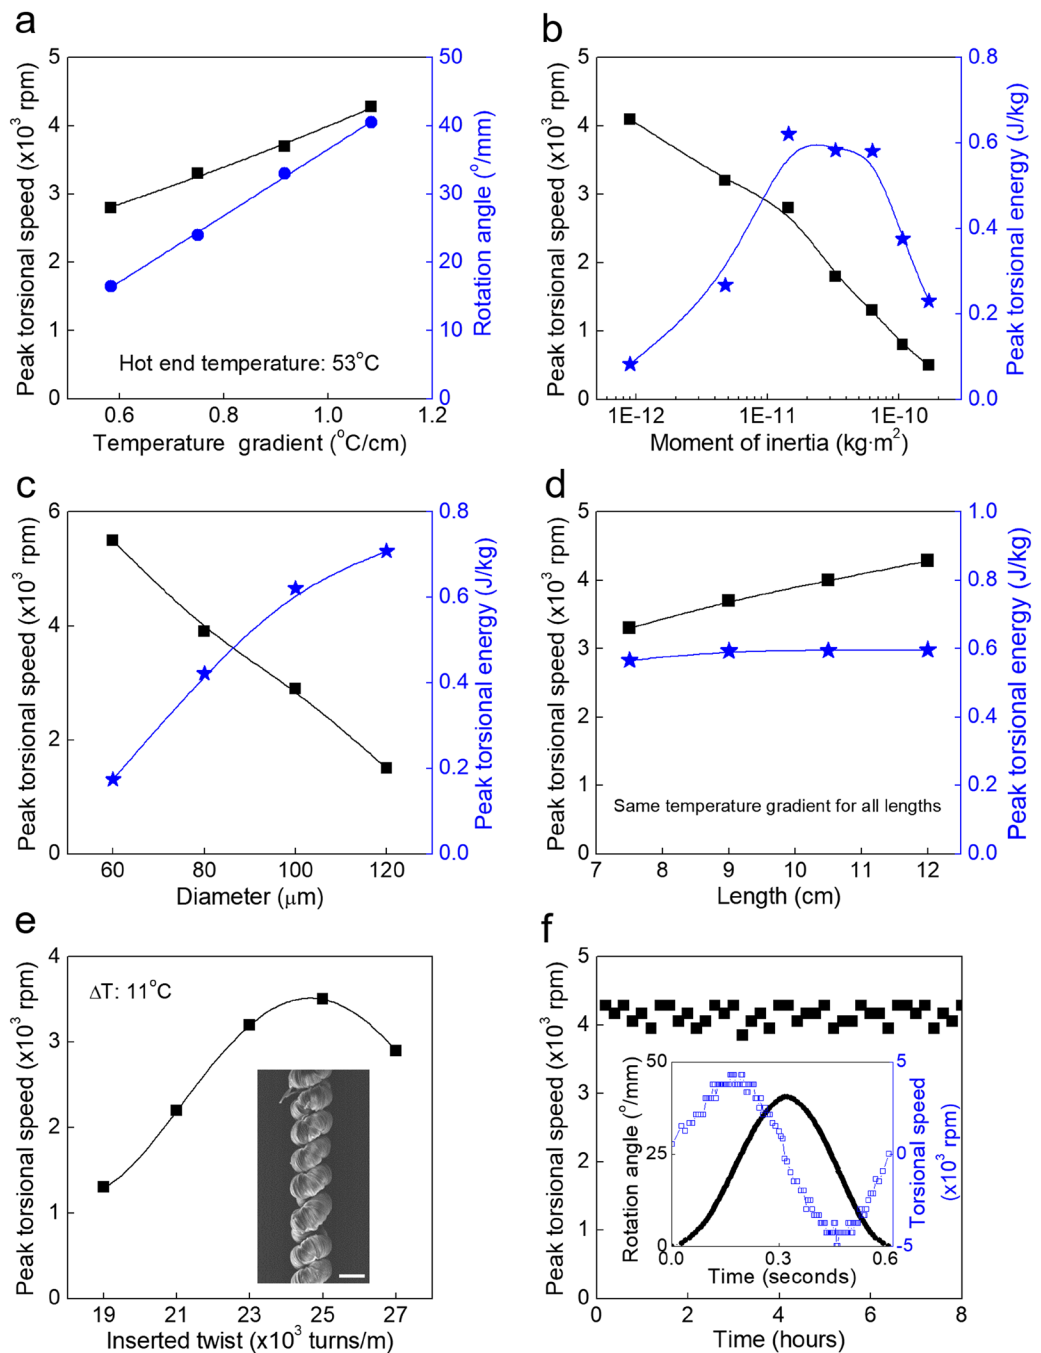 a
Peak torsional speed (x10³ rpm)
5
4
3
2
1
0
50
40
30
20
10
0
Rotation angle (°/mm)
Hot end temperature: 53°C
0.6 0.8 1.0 1.2
Temperature gradient (°C/cm)
b
Peak torsional speed (x10³ rpm)
5
4
3
2
1
0
0.8
0.6
0.4
0.2
0.0
Peak torsional energy (J/kg)
1E-12 1E-11 1E-10
Moment of inertia (kg·m²)
c
Peak torsional speed (x10³ rpm)
6
4
2
0
0.8
0.6
0.4
0.2
0.0
Peak torsional energy (J/kg)
60 80 100 120
Diameter (μm)
d
Peak torsional speed (x10³ rpm)
5
4
3
2
1
0
1.0
0.8
0.6
0.4
0.2
0.0
Peak torsional energy (J/kg)
Same temperature gradient for all lengths
7 8 9 10 11 12
Length (cm)
e
Peak torsional speed (x10³ rpm)
4
3
2
1
0
ΔT: 11°C
19 21 23 25 27
Inserted twist (x10³ turns/m)
f
Peak torsional speed (x10³ rpm)
5
4
3
2
1
0
Rotation angle (°/mm)
50
25
0
5
0
-5
Torsional speed
(x10³ rpm)
0.0 0.3 0.6
Time (seconds)
0 2 4 6 8
Time (hours)